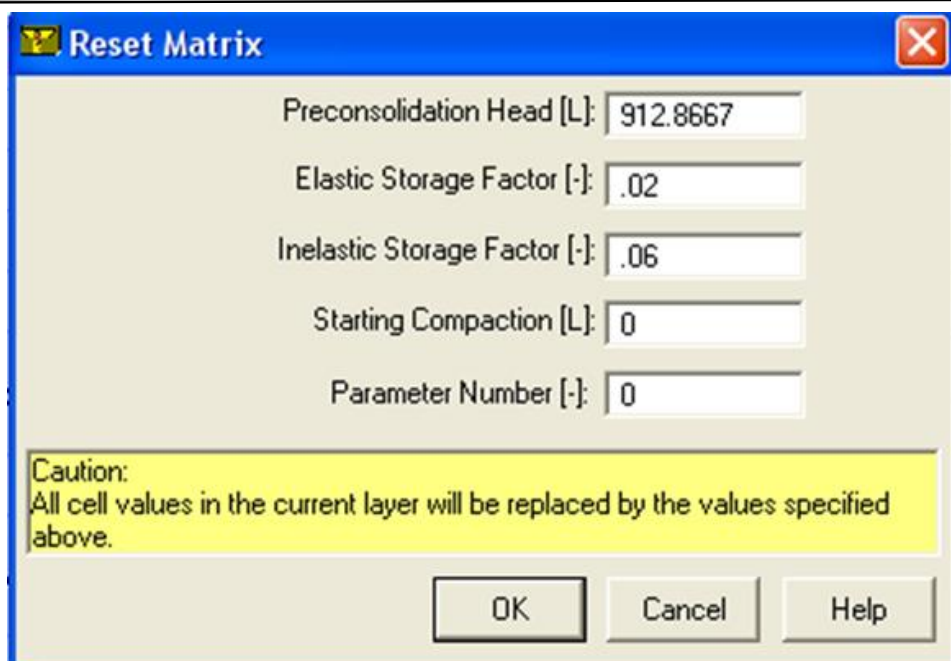 Reset Matrix
Preconsolidation Head [L]: 912.8667
Elastic Storage Factor [-]: .02
Inelastic Storage Factor [-]: .06
Starting Compaction [L]: 0
Parameter Number [-]: 0
Caution:
All cell values in the current layer will be replaced by the values specified
above.
OK Cancel Help